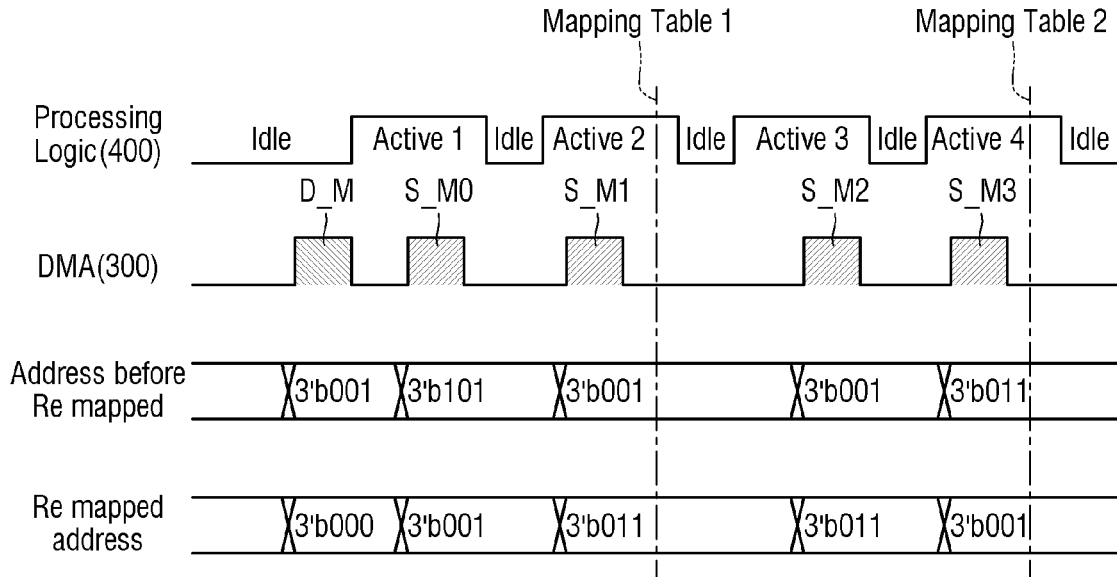 Mapping Table 1 Mapping Table 2
Processing
Logic(400)
Idle Active 1 Idle Active 2 Idle Active 3 Idle Active 4 Idle
D_M S_M0 S_M1 S_M2 S_M3
DMA(300)
Address before
Re mapped
3'b001 3'b101 3'b001 3'b001 3'b011
Re mapped
address
3'b000 3'b001 3'b011 3'b011 3'b001